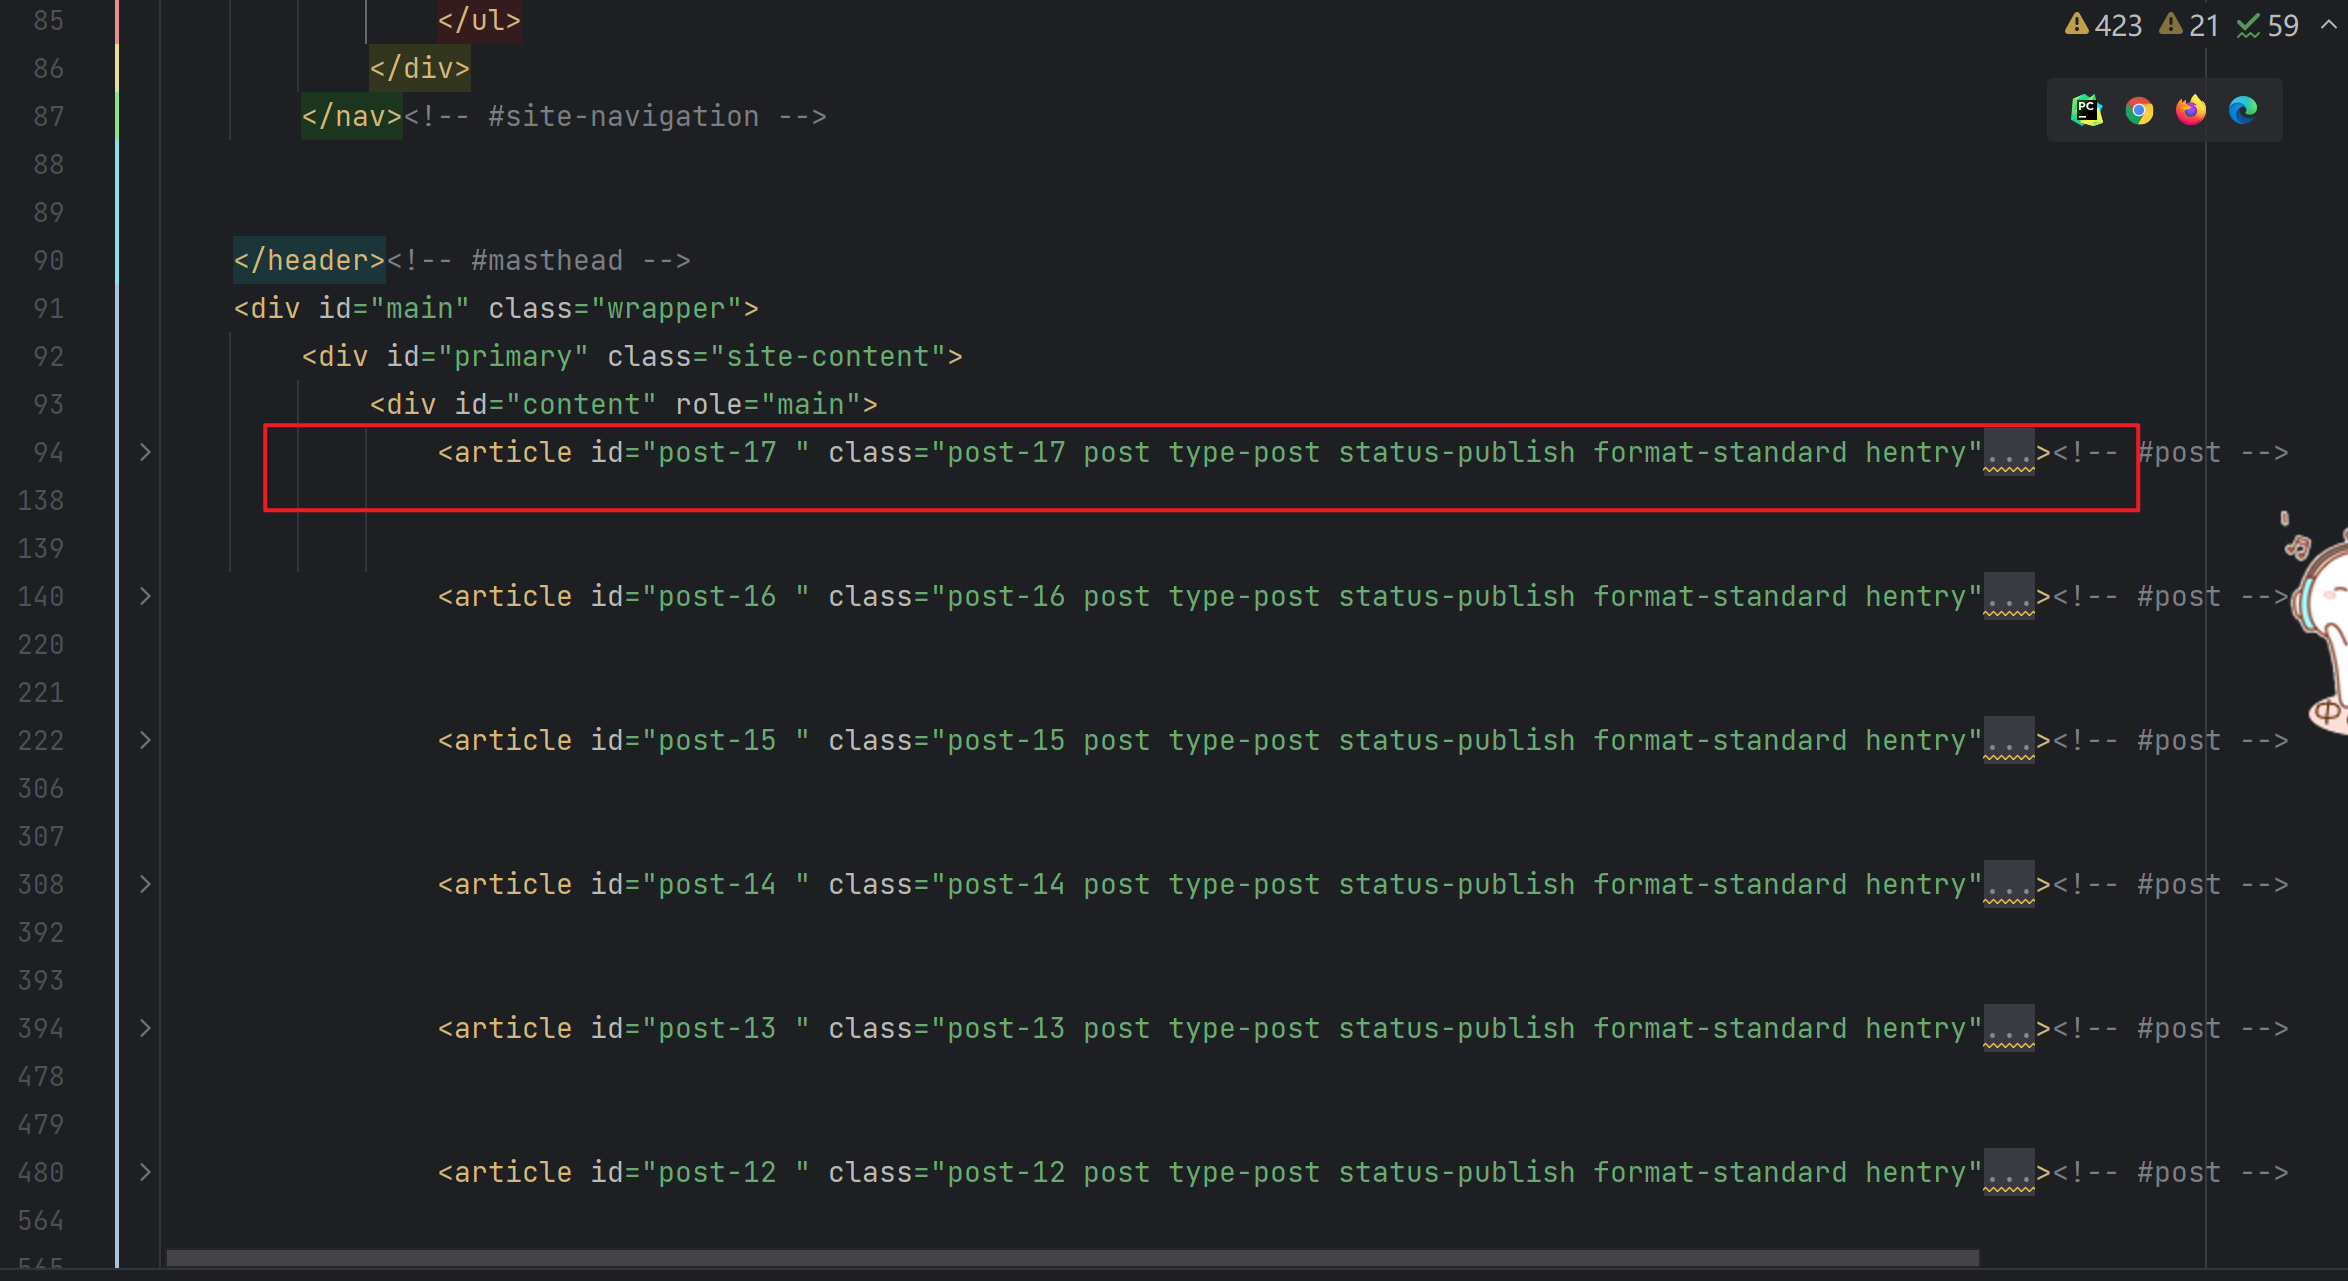 85 </ul>
423 21 59
86 </div>
87 </nav><!-- #site-navigation -->
PC
88
89
90 </header><!-- #masthead -->
91 <div id="main" class="wrapper">
92 <div id="primary" class="site-content">
93 <div id="content" role="main">
94 <article id="post-17 " class="post-17 post type-post status-publish format-standard hentry"...><!-- #post -->
138
139
140 <article id="post-16 " class="post-16 post type-post status-publish format-standard hentry"...><!-- #post -->
220
221
222 <article id="post-15 " class="post-15 post type-post status-publish format-standard hentry"...><!-- #post -->
中
306
307
308 <article id="post-14 " class="post-14 post type-post status-publish format-standard hentry"...><!-- #post -->
392
393
394 <article id="post-13 " class="post-13 post type-post status-publish format-standard hentry"...><!-- #post -->
478
479
480 <article id="post-12 " class="post-12 post type-post status-publish format-standard hentry"...><!-- #post -->
564
565